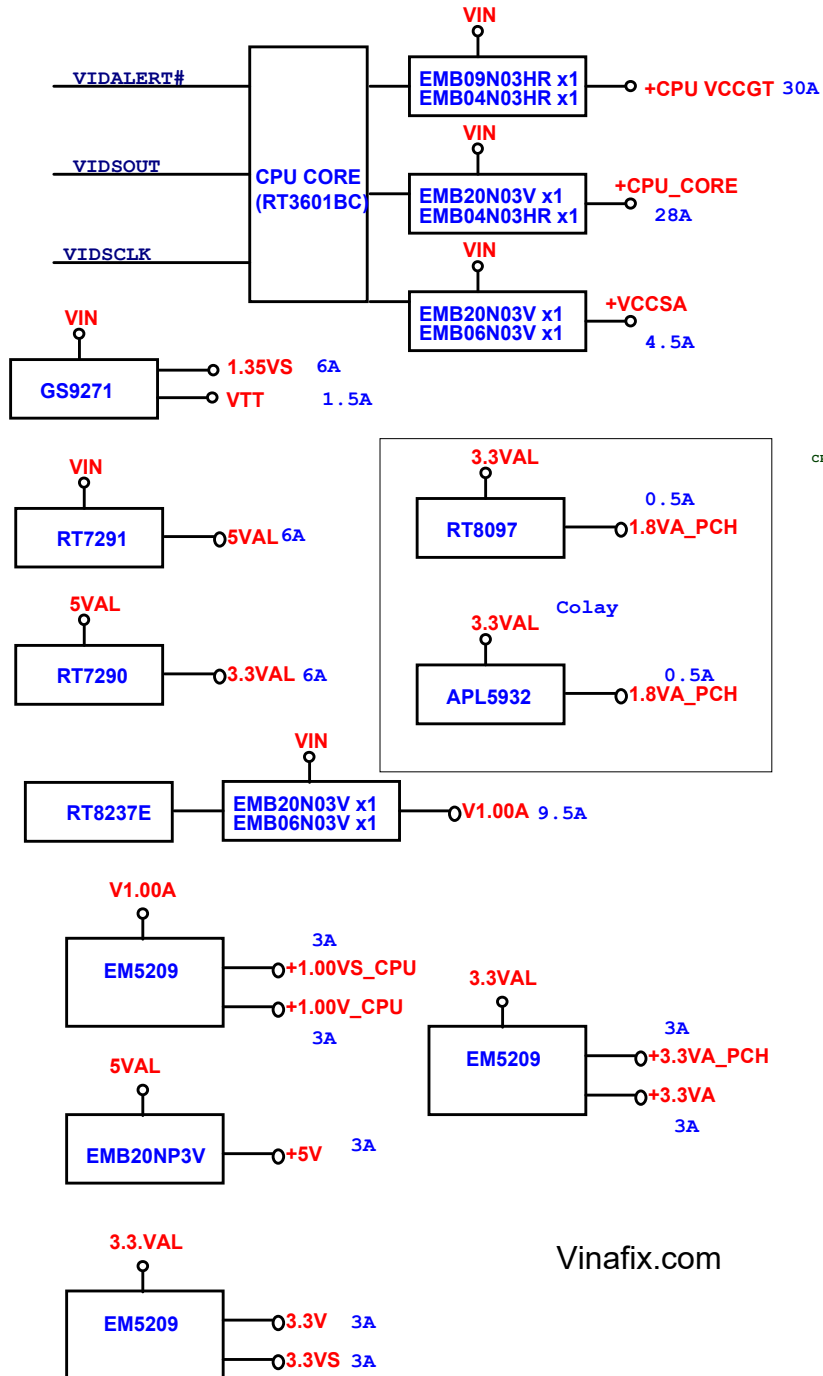 VIN
VIDALERT#
EMB09N03HR x1
EMB04N03HR x1
+CPU VCCGT 30A
VIN
VIDSOUT
CPU CORE
(RT3601BC)
EMB20N03V x1
EMB04N03HR x1
+CPU_CORE
28A
VIDSCLK
VIN
EMB20N03V x1
EMB06N03V x1
+VCCSA
4.5A
VIN
GS9271
1.35VS 6A
VTT 1.5A
VIN
RT7291
5VAL 6A
3.3VAL
RT8097
0.5A
1.8VA_PCH
Colay
5VAL
RT7290
3.3VAL 6A
3.3VAL
APL5932
0.5A
1.8VA_PCH
VIN
RT8237E
EMB20N03V x1
EMB06N03V x1
V1.00A 9.5A
V1.00A
EM5209
3A
+1.00VS_CPU
+1.00V_CPU
3A
3.3VAL
EM5209
3A
+3.3VA_PCH
+3.3VA
3A
5VAL
EMB20NP3V
+5V 3A
3.3.VAL
EM5209
3.3V 3A
3.3VS 3A
Vinafix.com